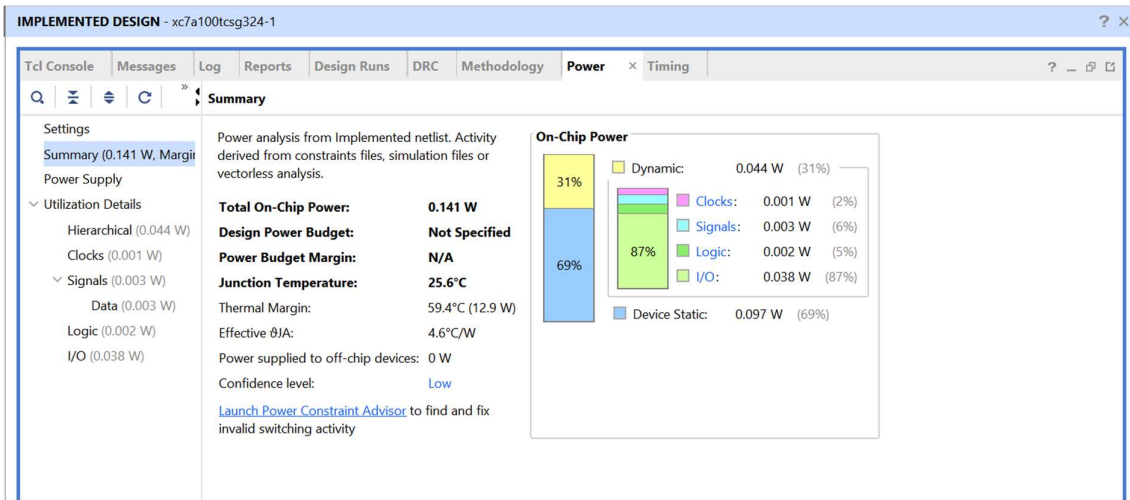 IMPLEMENTED DESIGN - xc7a100tcsg324-1 ? ×
Tcl Console Messages Log Reports Design Runs DRC Methodology Power × Timing ? _
» Summary
Settings
Summary (0.141 W, Margin
Power Supply
Utilization Details
Hierarchical (0.044 W)
Clocks (0.001 W)
Signals (0.003 W)
Data (0.003 W)
Logic (0.002 W)
I/O (0.038 W)
Power analysis from Implemented netlist. Activity
derived from constraints files, simulation files or
vectorless analysis.
Total On-Chip Power: 0.141 W
Design Power Budget: Not Specified
Power Budget Margin: N/A
Junction Temperature: 25.6°C
Thermal Margin: 59.4°C (12.9 W)
Effective ϑJA: 4.6°C/W
Power supplied to off-chip devices: 0 W
Confidence level: Low
Launch Power Constraint Advisor to find and fix
invalid switching activity
On-Chip Power
31%
69%
Dynamic: 0.044 W (31%)
87%
Clocks: 0.001 W (2%)
Signals: 0.003 W (6%)
Logic: 0.002 W (5%)
I/O: 0.038 W (87%)
Device Static: 0.097 W (69%)